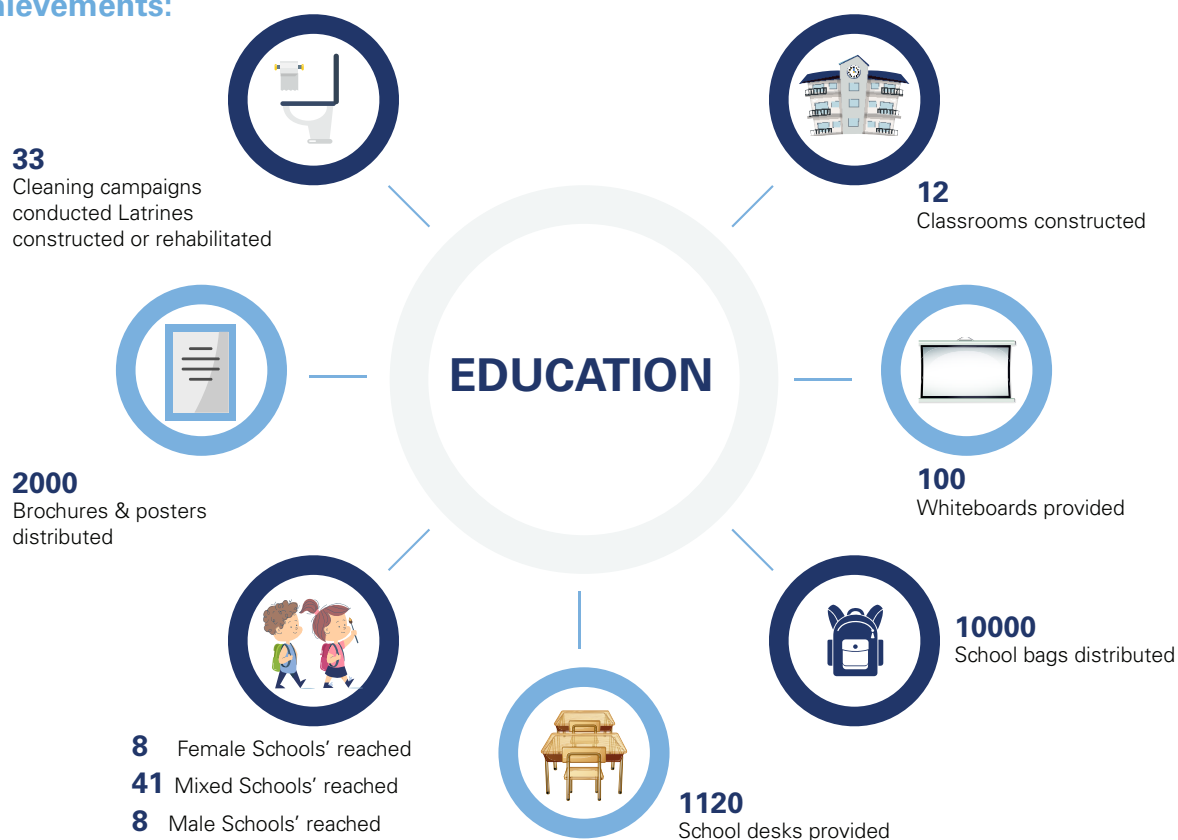 hievements:
33
Cleaning campaigns
conducted Latrines
constructed or rehabilitated
12
Classrooms constructed
EDUCATION
2000
Brochures & posters
distributed
100
Whiteboards provided
10000
School bags distributed
8 Female Schools’ reached
41 Mixed Schools’ reached
8 Male Schools’ reached
1120
School desks provided